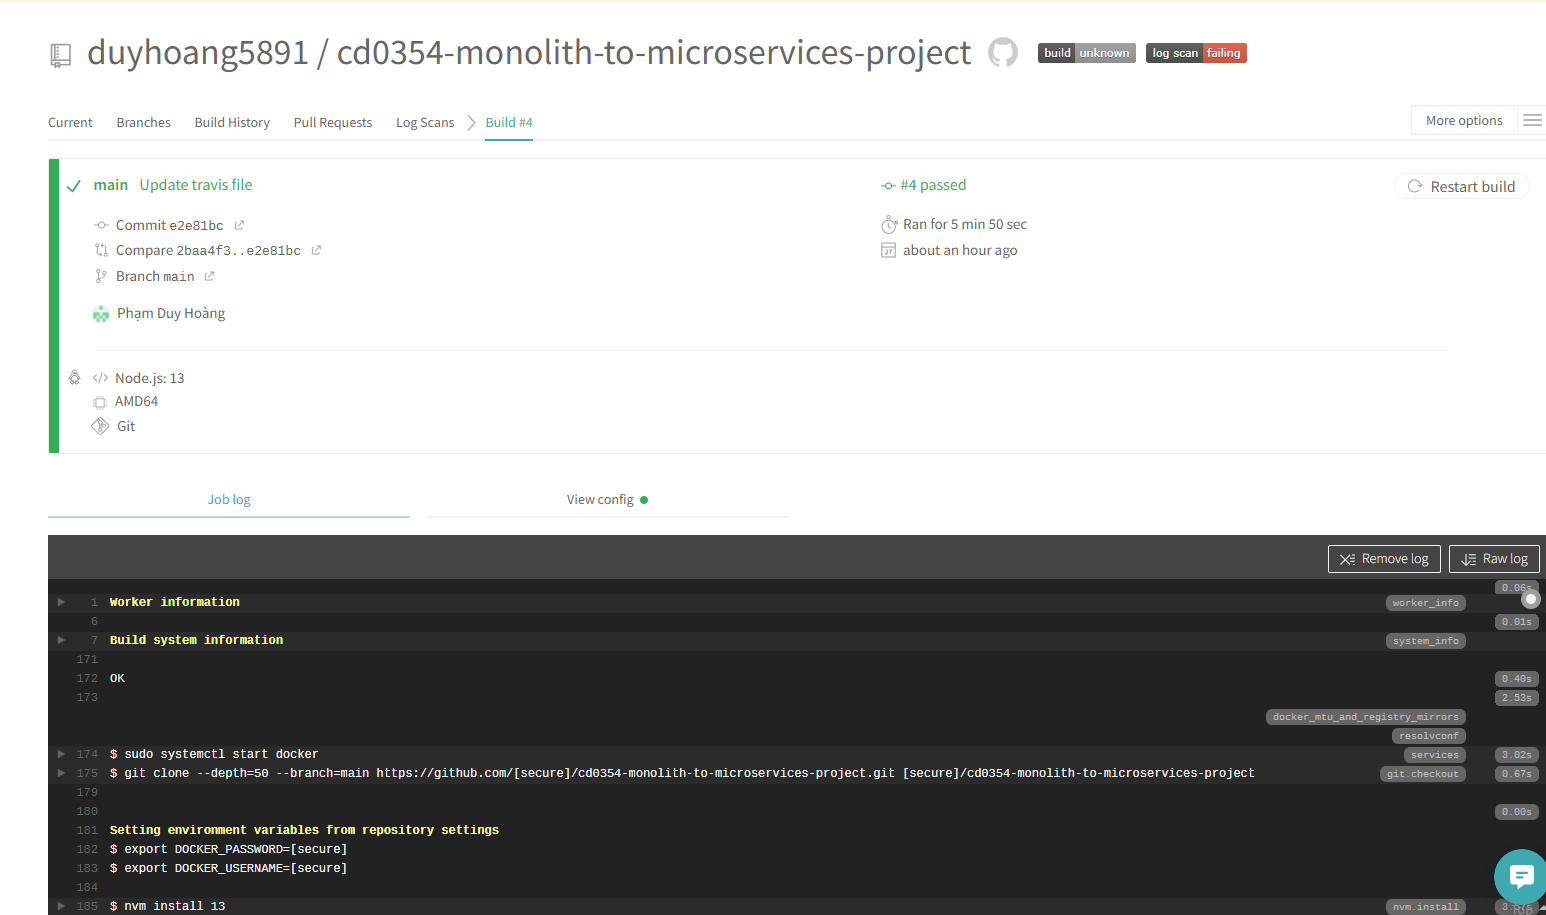 duyhoang5891 / cd0354-monolith-to-microservices-project build unknown log scan failing
Current Branches Build History Pull Requests Log Scans Build #4 More options
main Update travis file #4 passed Restart build
Commit e2e81bc Ran for 5 min 50 sec
Compare 2baa4f3..e2e81bc about an hour ago
Branch main
Phạm Duy Hoàng
Node.js: 13
AMD64
Git
Job log View config
Remove log Raw log
0.06s
1 Worker information worker_info
6 0.01s
7 Build system information system_info
171
172 OK 0.40s
173 2.53s
docker_mtu_and_registry_mirrors
resolvconf
174 $ sudo systemctl start docker services 3.02s
175 $ git clone --depth=50 --branch=main https://github.com/[secure]/cd0354-monolith-to-microservices-project.git [secure]/cd0354-monolith-to-microservices-project git.checkout 0.67s
179
180 0.00s
181 Setting environment variables from repository settings
182 $ export DOCKER_PASSWORD=[secure]
183 $ export DOCKER_USERNAME=[secure]
184
185 $ nvm install 13 nvm.install